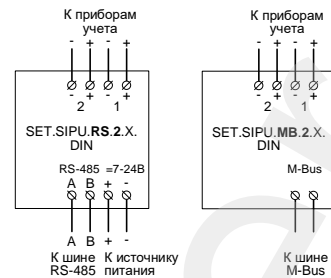 К приборам
учета
- + - +
- + - +
2 1
SET.SIPU.RS.2.X.
DIN
RS-485 =7-24В
A B + -
A B + -
К шине К источнику
RS-485 питания
К приборам
учета
- + - +
- + - +
2 1
SET.SIPU.MB.2.X.
DIN
M-Bus
К шине
M-Bus